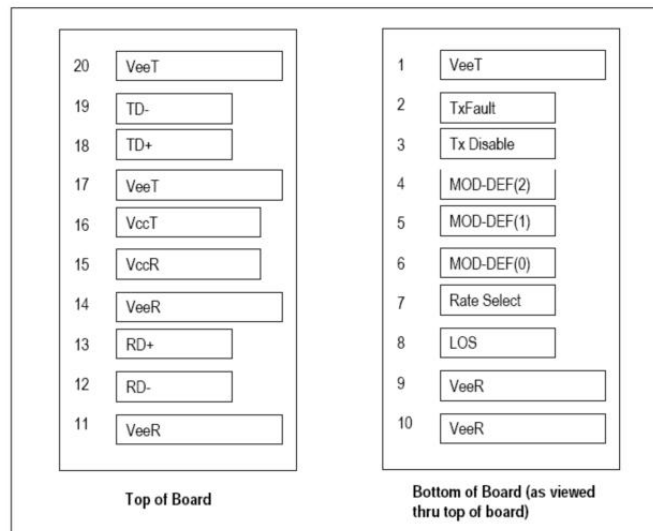 20 VeeT
19 TD-
18 TD+
17 VeeT
16 VccT
15 VccR
14 VeeR
13 RD+
12 RD-
11 VeeR
Top of Board
1 VeeT
2 TxFault
3 Tx Disable
4 MOD-DEF(2)
5 MOD-DEF(1)
6 MOD-DEF(0)
7 Rate Select
8 LOS
9 VeeR
10 VeeR
Bottom of Board (as viewed
thru top of board)